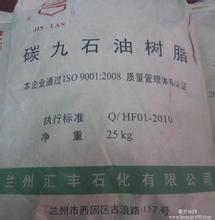 JIN LAN
碳九石油树脂
本企业通过ISO 9001:2008 质量管理体系认证
执行标准 Q/HF01-2010
净 重 25kg
兰州汇丰石化有限公司
兰州市西固区古浪路157号